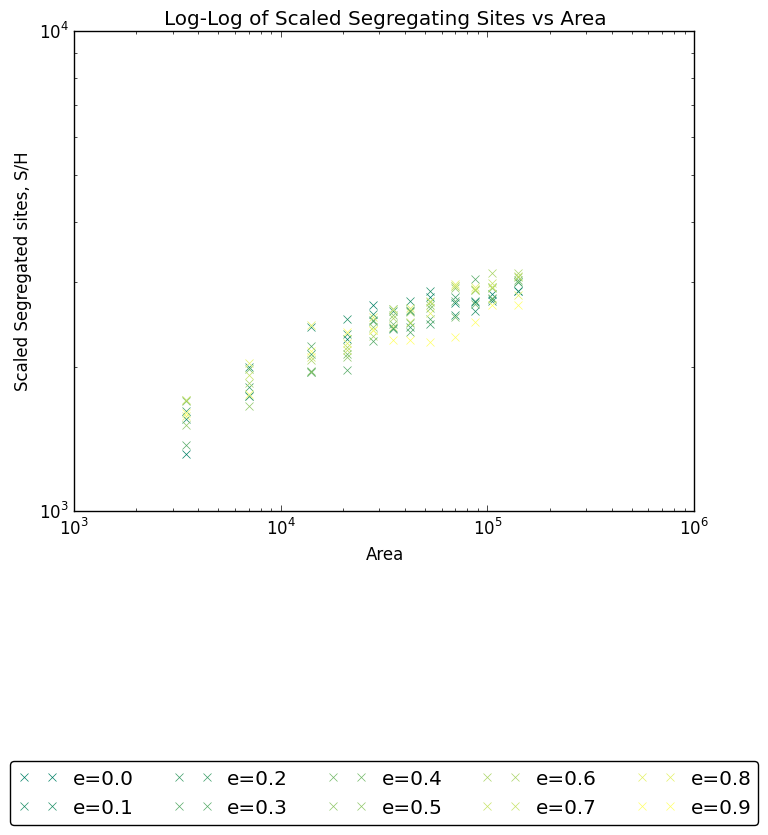 Log-Log of Scaled Segregating Sites vs Area
10^4
Scaled Segregated sites, S/H
10^3
10^3 10^4 10^5 10^6
Area
e=0.0 e=0.2 e=0.4 e=0.6 e=0.8
e=0.1 e=0.3 e=0.5 e=0.7 e=0.9